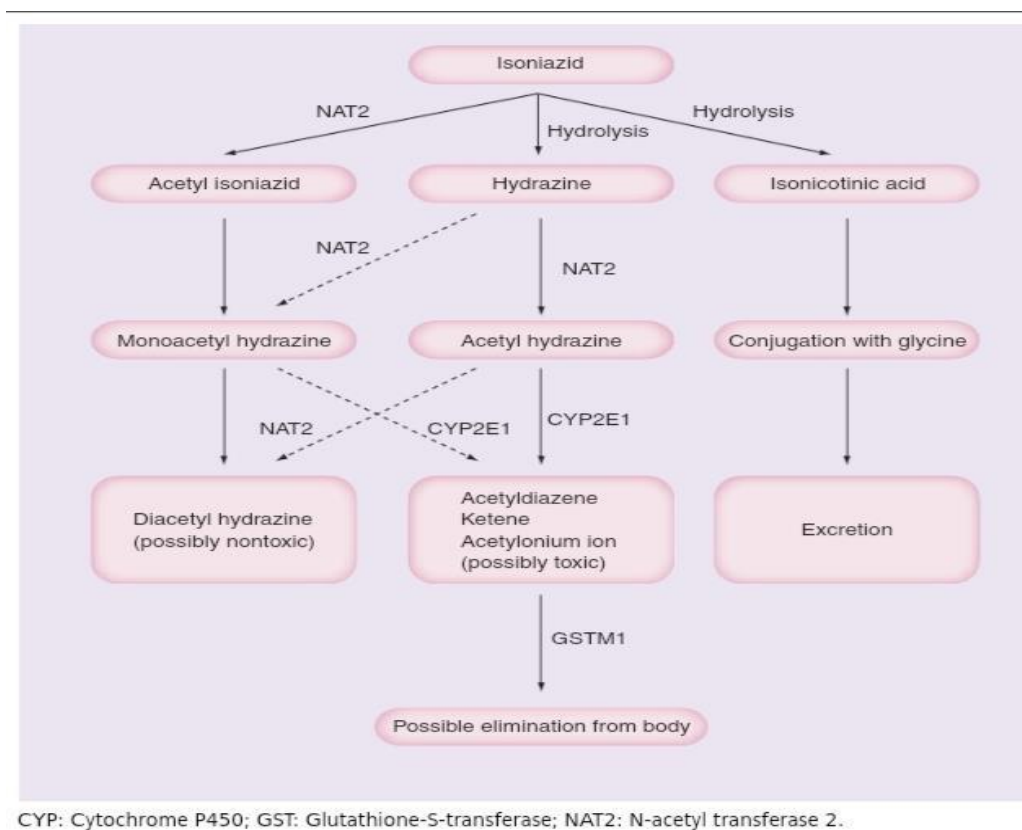 Isoniazid
NAT2
Hydrolysis
Hydrolysis
Acetyl isoniazid
Hydrazine
Isonicotinic acid
NAT2
NAT2
Monoacetyl hydrazine
Acetyl hydrazine
Conjugation with glycine
NAT2
CYP2E1
CYP2E1
Diacetyl hydrazine
(possibly nontoxic)
Acetyldiazene
Ketene
Acetylonium ion
(possibly toxic)
Excretion
GSTM1
Possible elimination from body
CYP: Cytochrome P450; GST: Glutathione-S-transferase; NAT2: N-acetyl transferase 2.